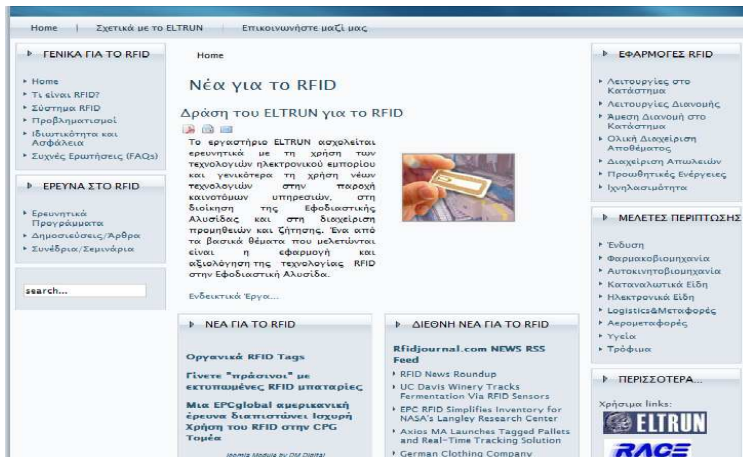 Home | Σχετικά με το ELTRUN | Επικοινωνήστε μαζί μας
ΓΕΝΙΚΑ ΓΙΑ ΤΟ RFID
Home
Τι είναι RFID?
Σύστημα RFID
Προβληματισμοί
Ιδιωτικότητα και
Ασφάλεια
Συχνές Ερωτήσεις (FAQs)
ΕΡΕΥΝΑ ΣΤΟ RFID
Ερευνητικά
Προγράμματα
Δημοσιεύσεις/Άρθρα
Συνέδρια/Σεμινάρια
search...
Home
Νέα για το RFID
Δράση του ELTRUN για το RFID
Το εργαστήριο ELTRUN ασχολείται
ερευνητικά με τη χρήση των
τεχνολογιών ηλεκτρονικού εμπορίου
και γενικότερα τη χρήση νέων
τεχνολογιών στην παροχή
καινοτόμων υπηρεσιών, στη
διοίκηση της Εφοδιαστικής
Αλυσίδας και στη διαχείριση
προμηθειών και ζήτησης. Ένα από
τα βασικά θέματα που μελετώνται
είναι η εφαρμογή και
αξιολόγηση της τεχνολογίας RFID
στην Εφοδιαστική Αλυσίδα.
Ενδεικτικά Έργα...
ΝΕΑ ΓΙΑ ΤΟ RFID
Οργανικά RFID Tags
Γίνετε "πράσινοι" με
εκτυπωμένες RFID μπαταρίες
Μια EPCglobal αμερικανική
έρευνα διαπιστώνει Ισχυρή
Χρήση του RFID στην CPG
Τομέα
Joomla Module by DM Digital
ΔΙΕΘΝΗ ΝΕΑ ΓΙΑ ΤΟ RFID
Rfidjournal.com NEWS RSS
Feed
RFID News Roundup
UC Davis Winery Tracks
Fermentation Via RFID Sensors
EPC RFID Simplifies Inventory for
NASA's Langley Research Center
Axios MA Launches Tagged Pallets
and Real-Time Tracking Solution
German Clothing Company
ΕΦΑΡΜΟΓΕΣ RFID
Λειτουργίες στο
Κατάστημα
Λειτουργίες Διανομής
Άμεση Διανομή στο
Κατάστημα
Ολική Διαχείριση
Αποθέματος
Διαχείριση Απωλειών
Προωθητικές Ενέργειες
Ιχνηλασιμότητα
ΜΕΛΕΤΕΣ ΠΕΡΙΠΤΩΣΗΣ
Ένδυση
Φαρμακοβιομηχανία
Αυτοκινητοβιομηχανία
Καταναλωτικά Είδη
Ηλεκτρονικά Είδη
Logistics&Μεταφορές
Αερομεταφορές
Υγεία
Τρόφιμα
ΠΕΡΙΣΣΟΤΕΡΑ...
Χρήσιμα links:
ELTRUN
RACE